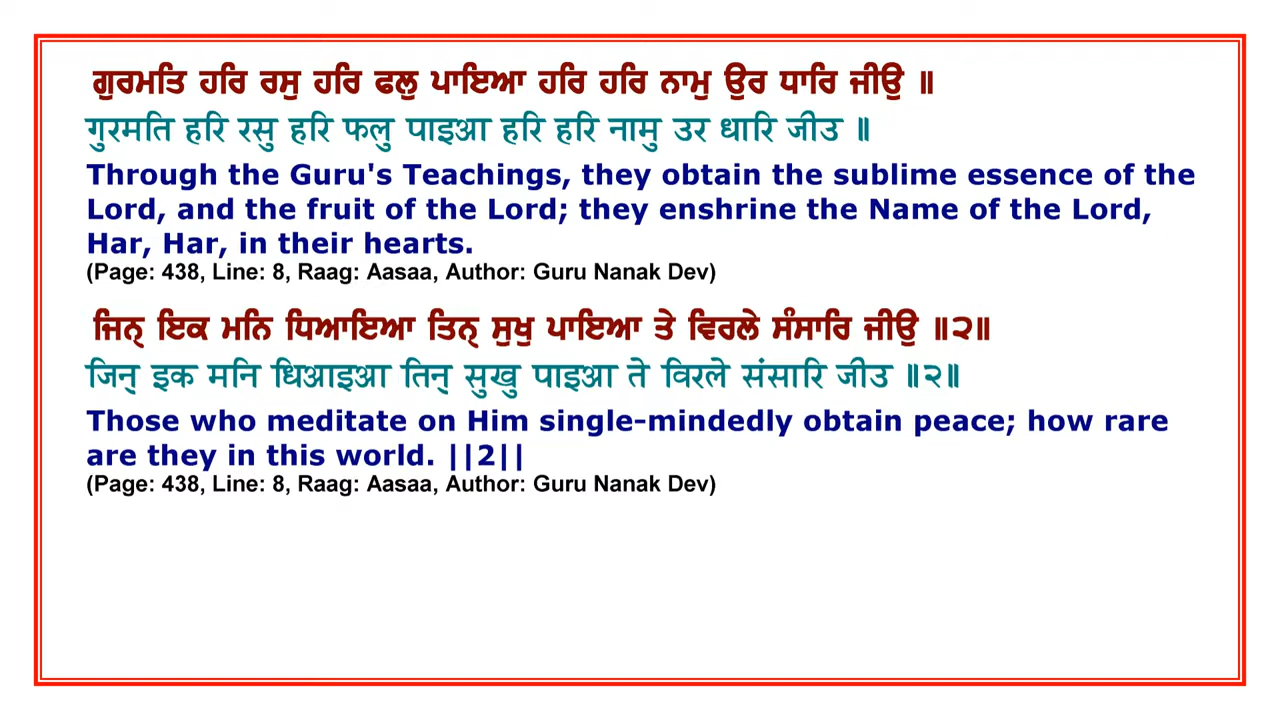 ਗੁਰਮਤਿ ਹਰਿ ਰਸੁ ਹਰਿ ਫਲੁ ਪਾਇਆ ਹਰਿ ਹਰਿ ਨਾਮੁ ਉਰ ਧਾਰਿ ਜੀਉ ॥
गुरमति हरि रसु हरि फलु पाइआ हरि हरि नामु उर धारि जीउ ॥
Through the Guru's Teachings, they obtain the sublime essence of the
Lord, and the fruit of the Lord; they enshrine the Name of the Lord,
Har, Har, in their hearts.
(Page: 438, Line: 8, Raag: Aasaa, Author: Guru Nanak Dev)
ਜਿਨ੍ ਇਕ ਮਨਿ ਧਿਆਇਆ ਤਿਨ੍ ਸੁਖੁ ਪਾਇਆ ਤੇ ਵਿਰਲੇ ਸੰਸਾਰਿ ਜੀਉ ॥੨॥
जिन् इक मनि धिआइआ तिन् सुखु पाइआ ते विरले संसारि जीउ ॥२॥
Those who meditate on Him single-mindedly obtain peace; how rare
are they in this world. ||2||
(Page: 438, Line: 8, Raag: Aasaa, Author: Guru Nanak Dev)